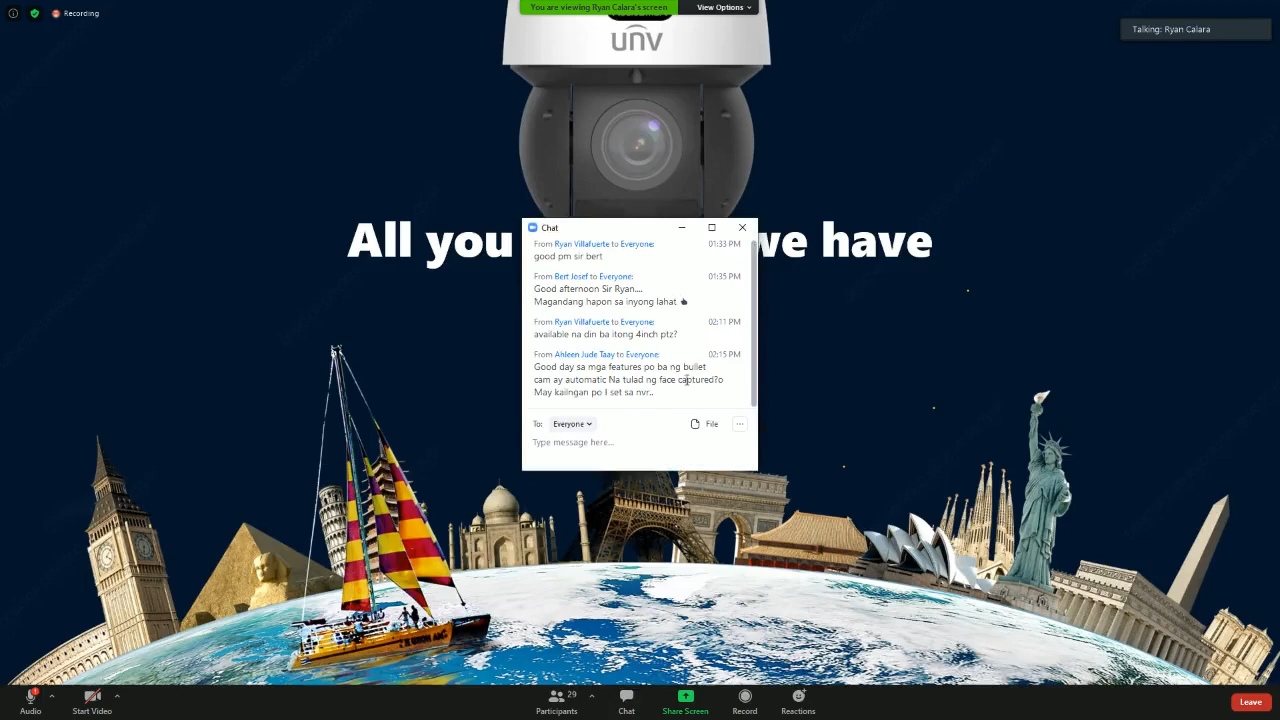 Recording
You are viewing Ryan Calara's screen
View Options
Talking: Ryan Calara
unv
All you
we have
Chat
From Ryan Villafuerte to Everyone: 01:33 PM
good pm sir bert
From Bert Josef to Everyone: 01:35 PM
Good afternoon Sir Ryan....
Magandang hapon sa inyong lahat
From Ryan Villafuerte to Everyone: 02:11 PM
available na din ba itong 4inch ptz?
From Ahleen Jude Taay to Everyone: 02:15 PM
Good day sa mga features po ba ng bullet
cam ay automatic Na tulad ng face captured?o
May kaiingan po I set sa nvr..
To: Everyone
File
Type message here...
Audio
Start Video
Participants 29
Chat
Share Screen
Record
Reactions
Leave